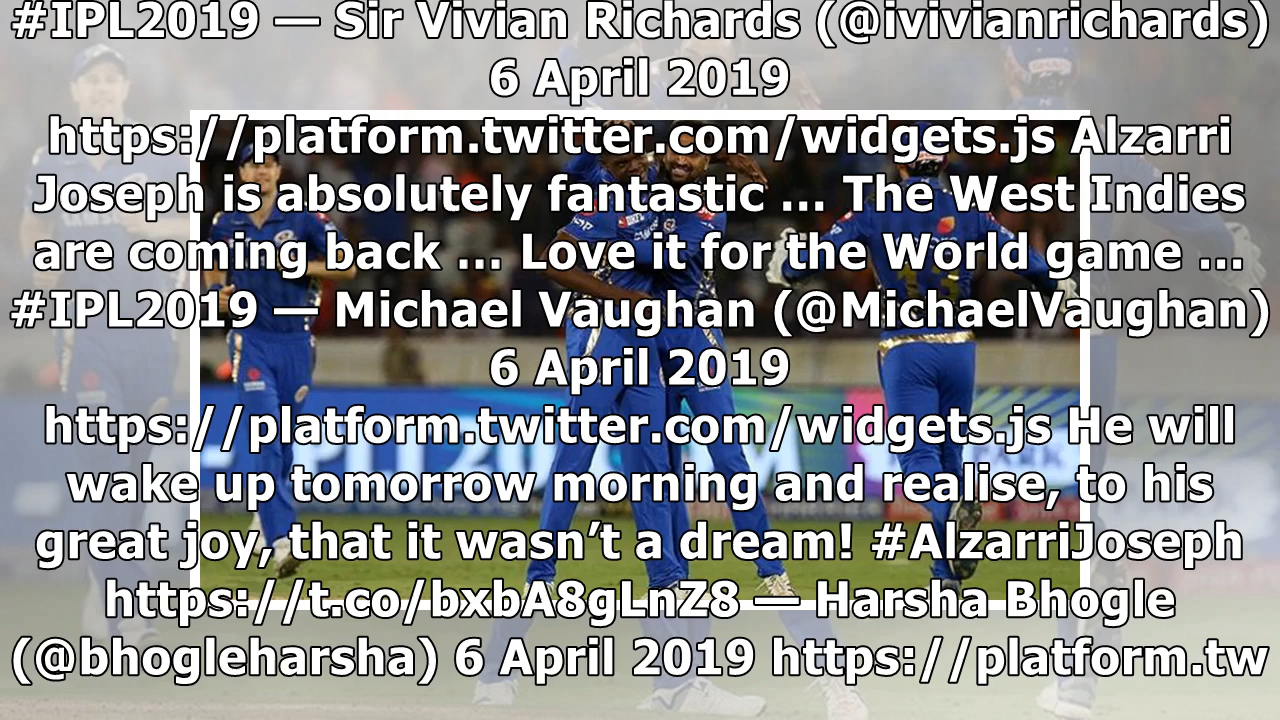 #IPL2019 — Sir Vivian Richards (@ivivianrichards)
6 April 2019
https://platform.twitter.com/widgets.js Alzarri
Joseph is absolutely fantastic ... The West Indies
are coming back ... Love it for the World game ...
#IPL2019 — Michael Vaughan (@MichaelVaughan)
6 April 2019
https://platform.twitter.com/widgets.js He will
wake up tomorrow morning and realise, to his
great joy, that it wasn’t a dream! #AlzarriJoseph
https://t.co/bxbA8gLnZ8 — Harsha Bhogle
(@bhogleharsha) 6 April 2019 https://platform.tw